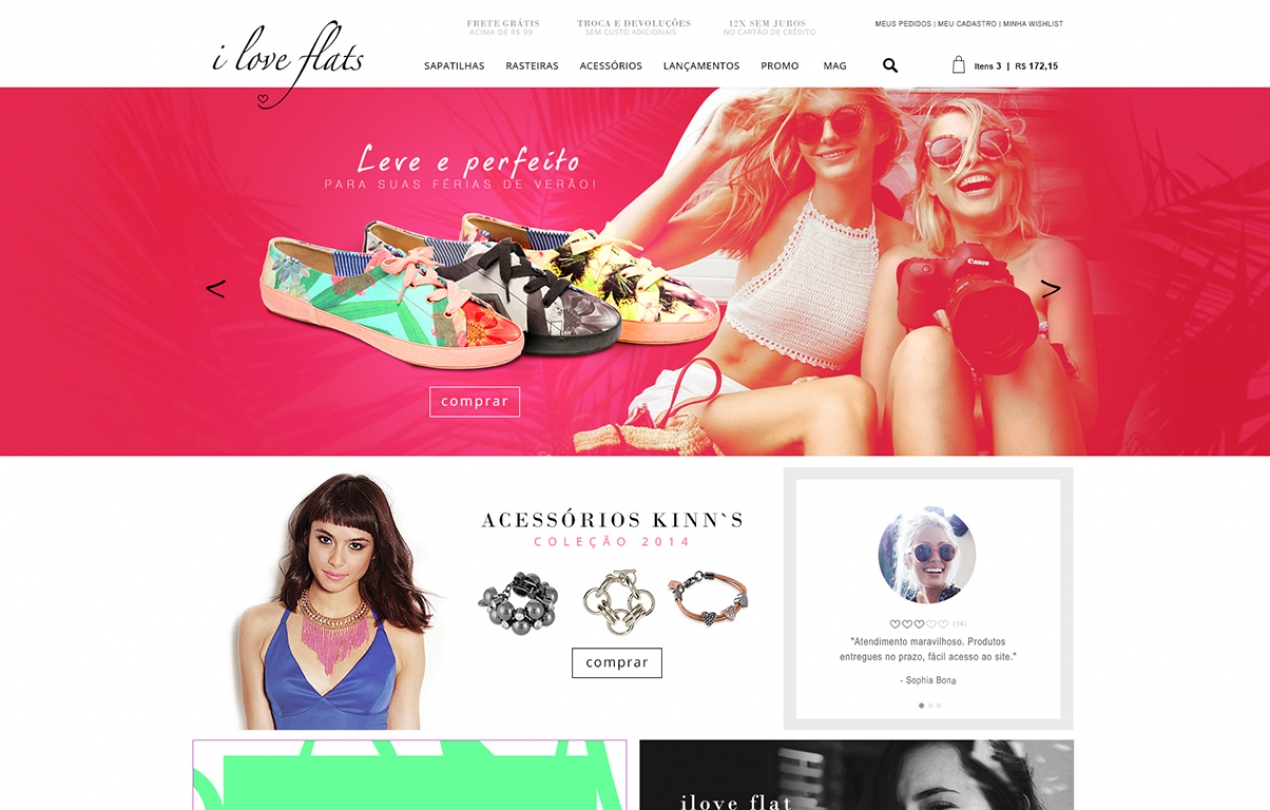 i love flats
FRETE GRÁTIS
ACIMA DE R$ 99
TROCA E DEVOLUÇÕES
SEM CUSTO ADICIONAIS
12X SEM JUROS
NO CARTÃO DE CRÉDITO
MEUS PEDIDOS | MEU CADASTRO | MINHA WISHLIST
SAPATILHAS RASTEIRAS ACESSÓRIOS LANÇAMENTOS PROMO MAG
Itens 3 | R$ 172,15
Leve e perfeito
PARA SUAS FÉRIAS DE VERÃO!
< >
Canon
comprar
ACESSÓRIOS KINN`S
COLEÇÃO 2014
comprar
(14)
"Atendimento maravilhoso. Produtos
entregues no prazo, fácil acesso ao site."
- Sophia Bona
ilove flat